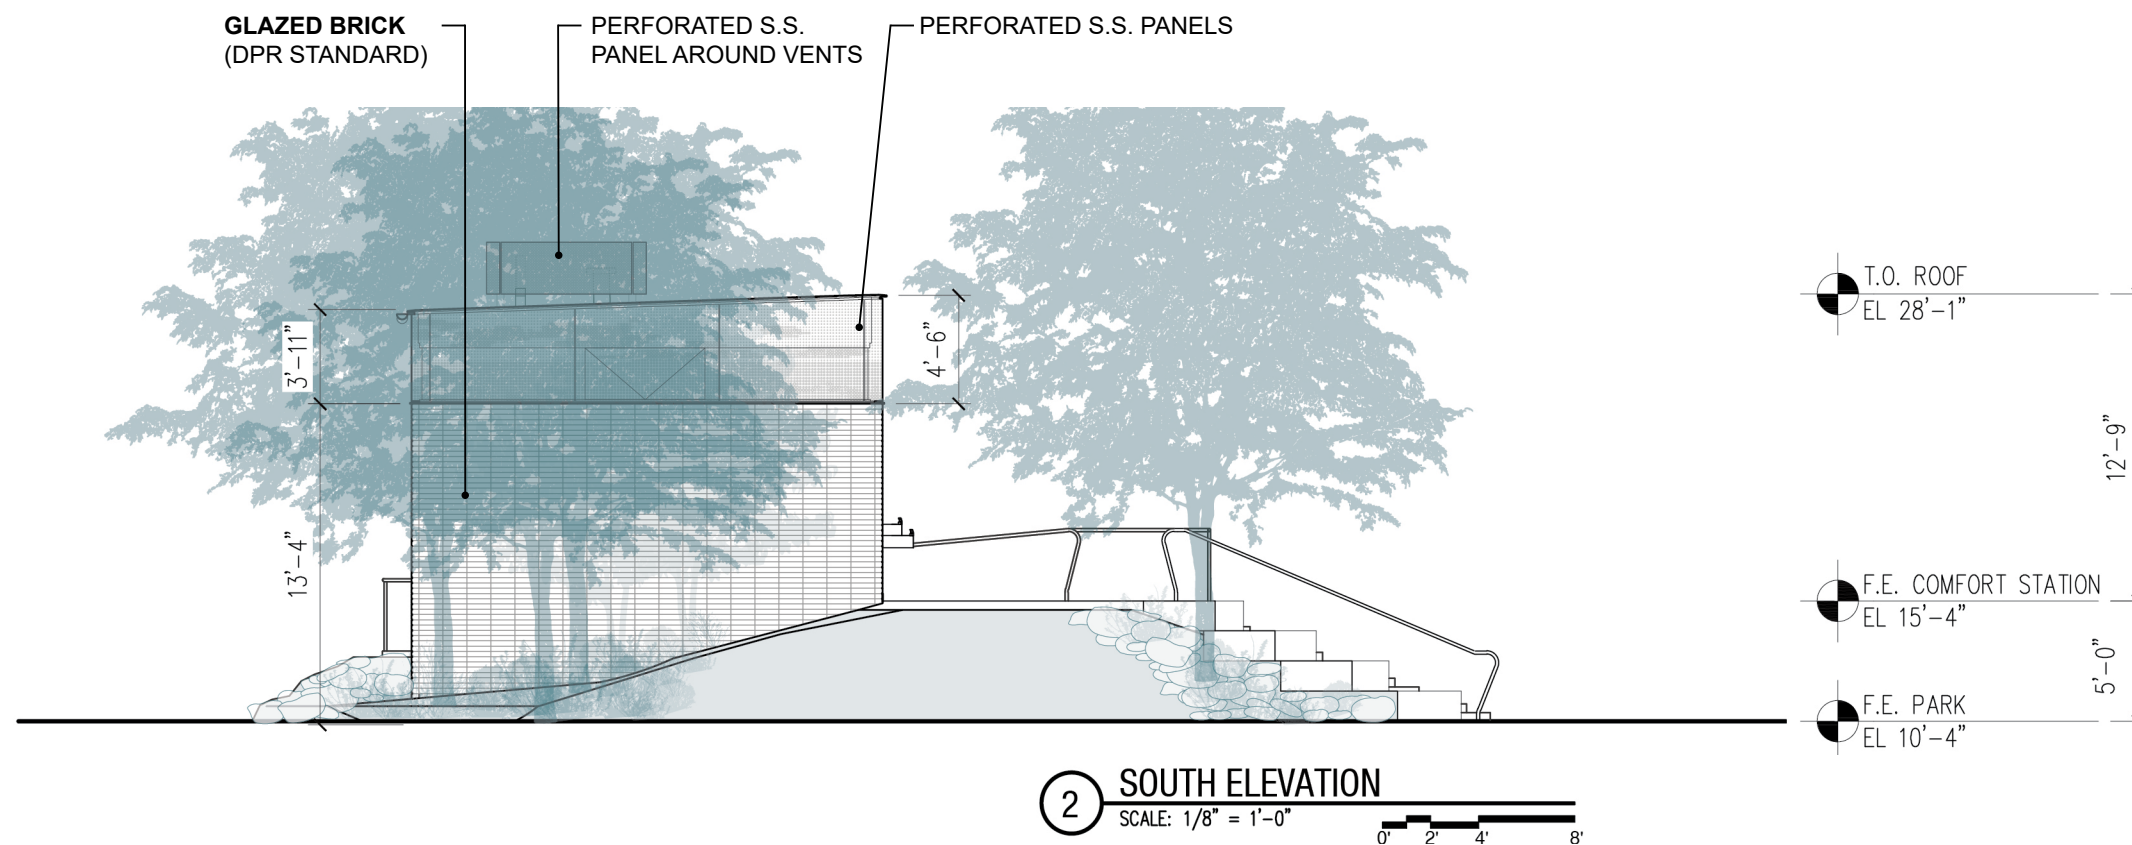 GLAZED BRICK
(DPR STANDARD)
PERFORATED S.S.
PANEL AROUND VENTS
PERFORATED S.S. PANELS
3'-11"
4'-6"
13'-4"
T.O. ROOF
EL 28'-1"
12'-9"
F.E. COMFORT STATION
EL 15'-4"
5'-0"
F.E. PARK
EL 10'-4"
2
SOUTH ELEVATION
SCALE: 1/8" = 1'-0"
0' 2' 4' 8'